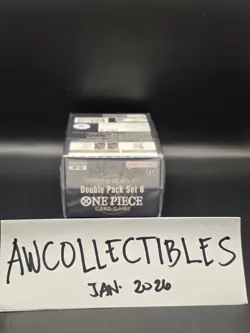 Double Pack Set 6
ONE PIECE
CARD GAME
AWCOLLECTIBLES
JAN. 2026